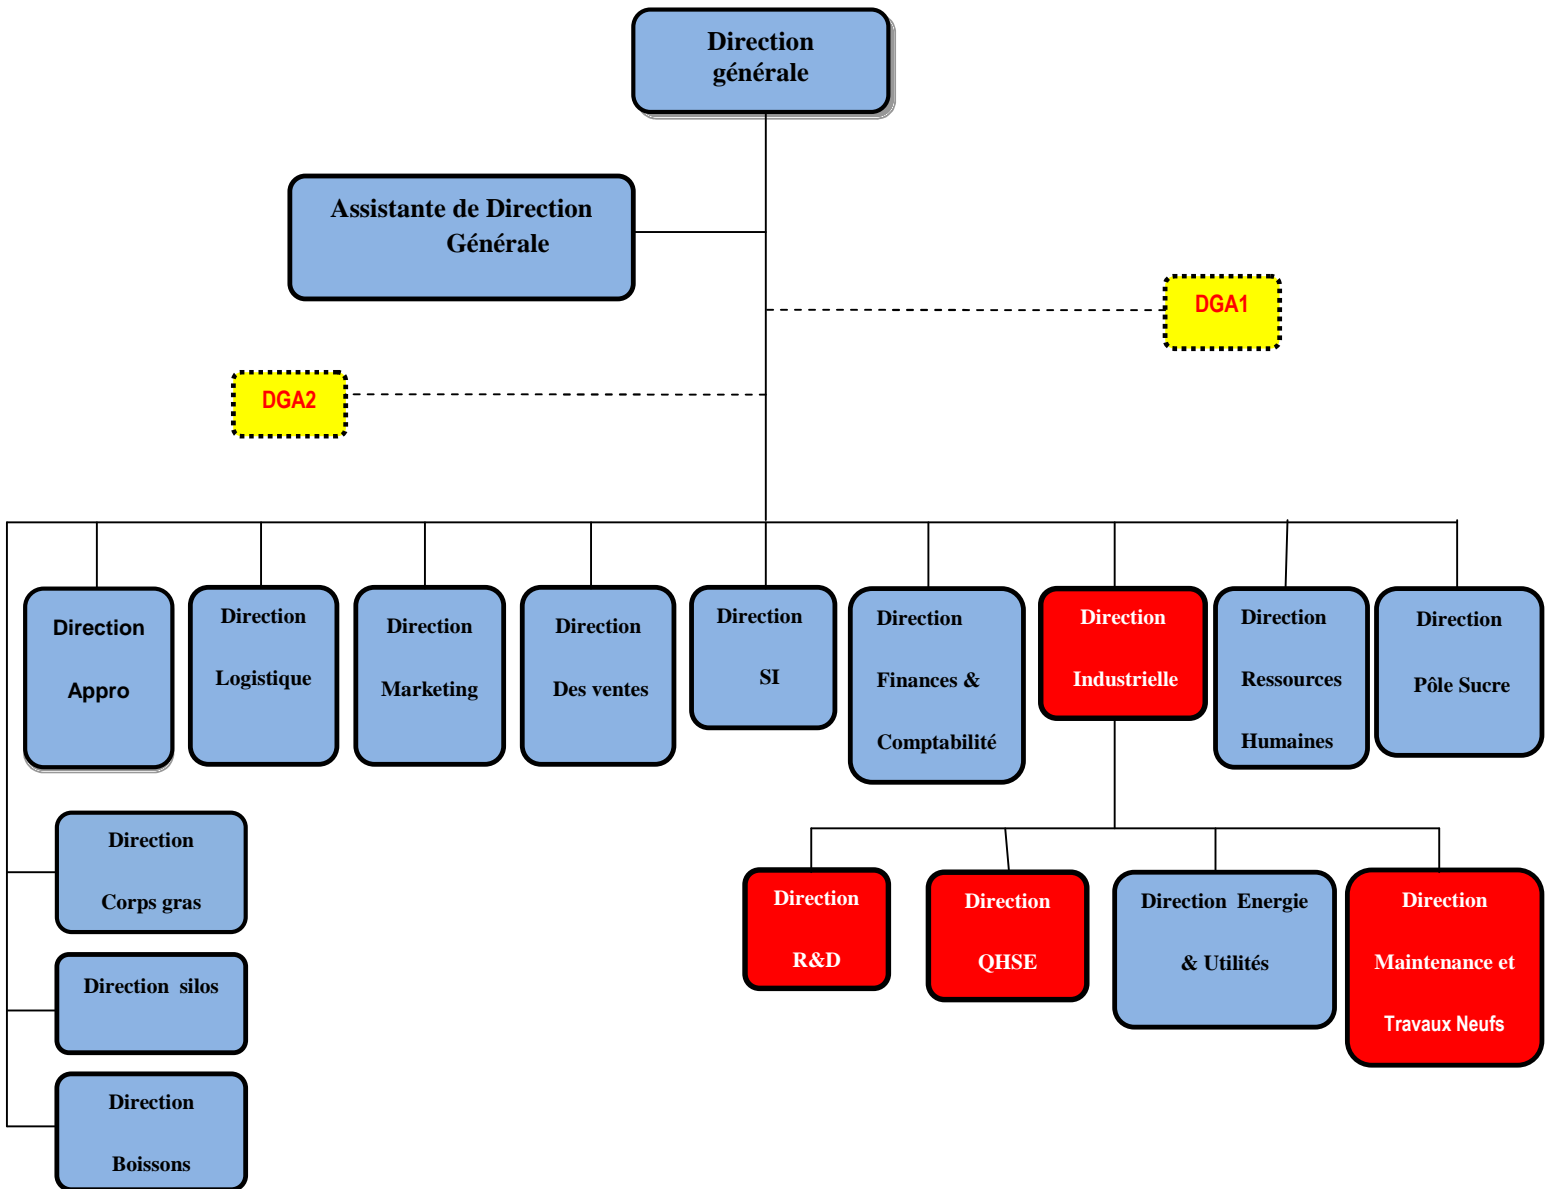 Direction
générale
Assistante de Direction
Générale
DGA1
DGA2
Direction
Appro
Direction
Logistique
Direction
Marketing
Direction
Des ventes
Direction
SI
Direction
Finances &
Comptabilité
Direction
Industrielle
Direction
Ressources
Humaines
Direction
Pôle Sucre
Direction
Corps gras
Direction silos
Direction
Boissons
Direction
R&D
Direction
QHSE
Direction Energie
& Utilités
Direction
Maintenance et
Travaux Neufs